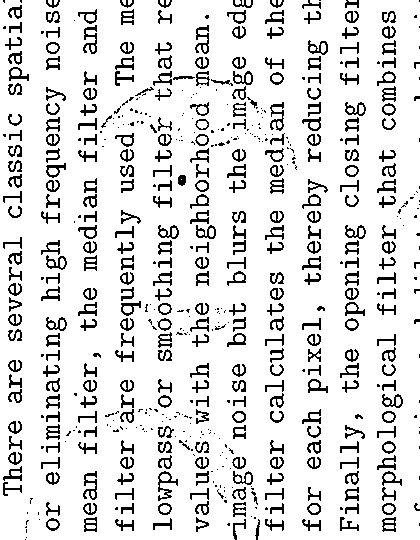 There are several classic spatial
or eliminating high frequency noise
mean filter, the median filter and
filter are frequently used. The me
lowpass or smoothing filter that re
values with the neighborhood mean.
image noise but blurs the image edg
filter calculates the median of the
for each pixel, thereby reducing th
Finally, the opening closing filter
morphological filter that combines